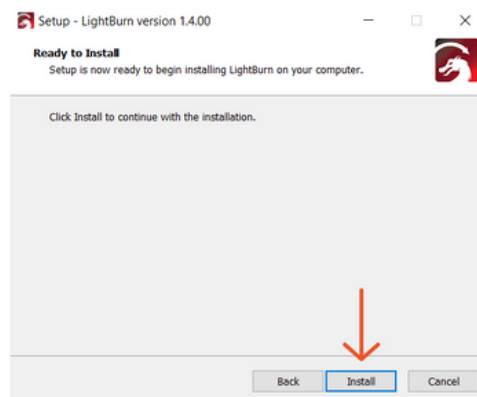 Setup - LightBurn version 1.4.00
Ready to Install
Setup is now ready to begin installing LightBurn on your computer.
Click Install to continue with the installation.
Back Install Cancel